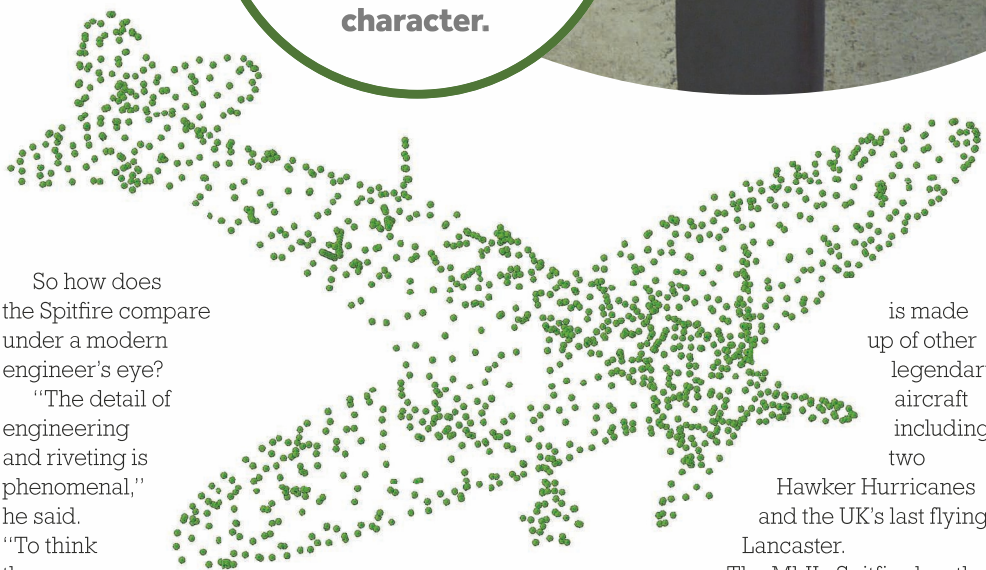 character.
So how does
the Spitfire compare
under a modern
engineer’s eye?
“The detail of
engineering
and riveting is
phenomenal,”
he said.
“To think
is made
up of other
legendary
aircraft
including
two
Hawker Hurricanes
and the UK’s last flying
Lancaster.